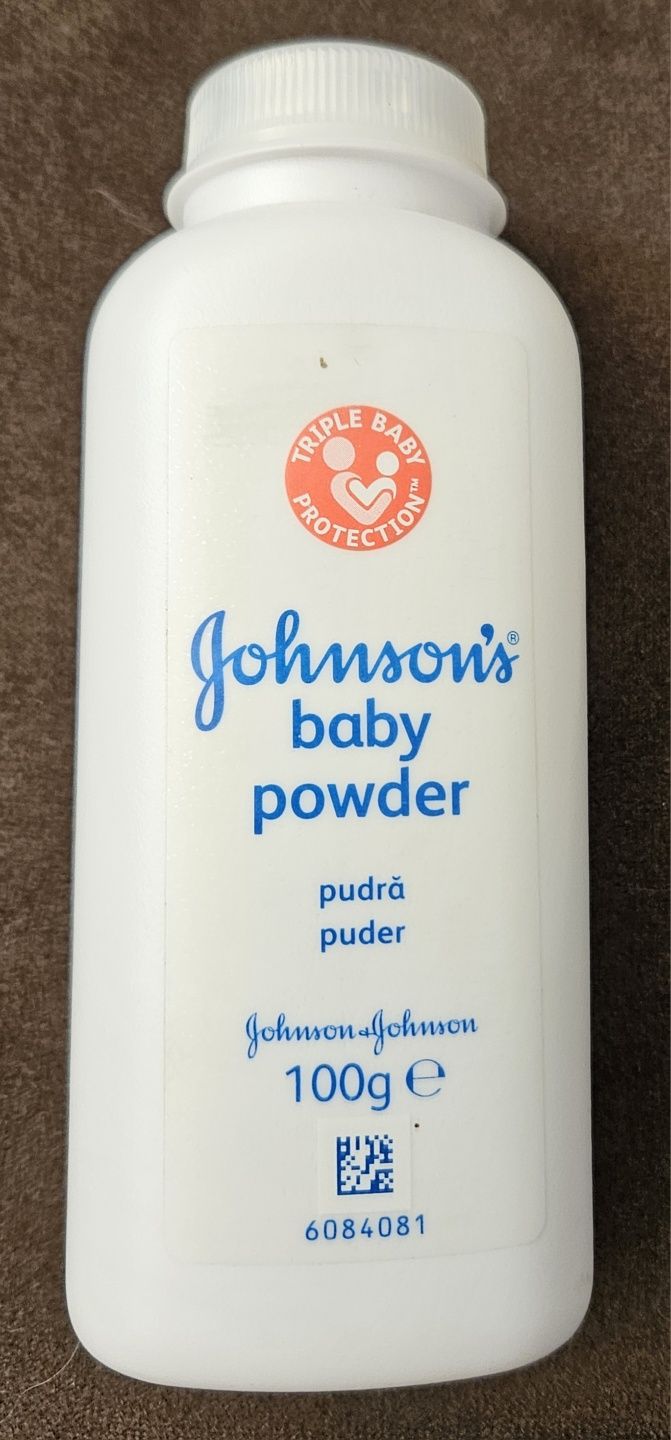 TRIPLE BABY
PROTECTION™
Johnson's®
baby
powder
pudră
puder
Johnson & Johnson
100g ℮
6084081